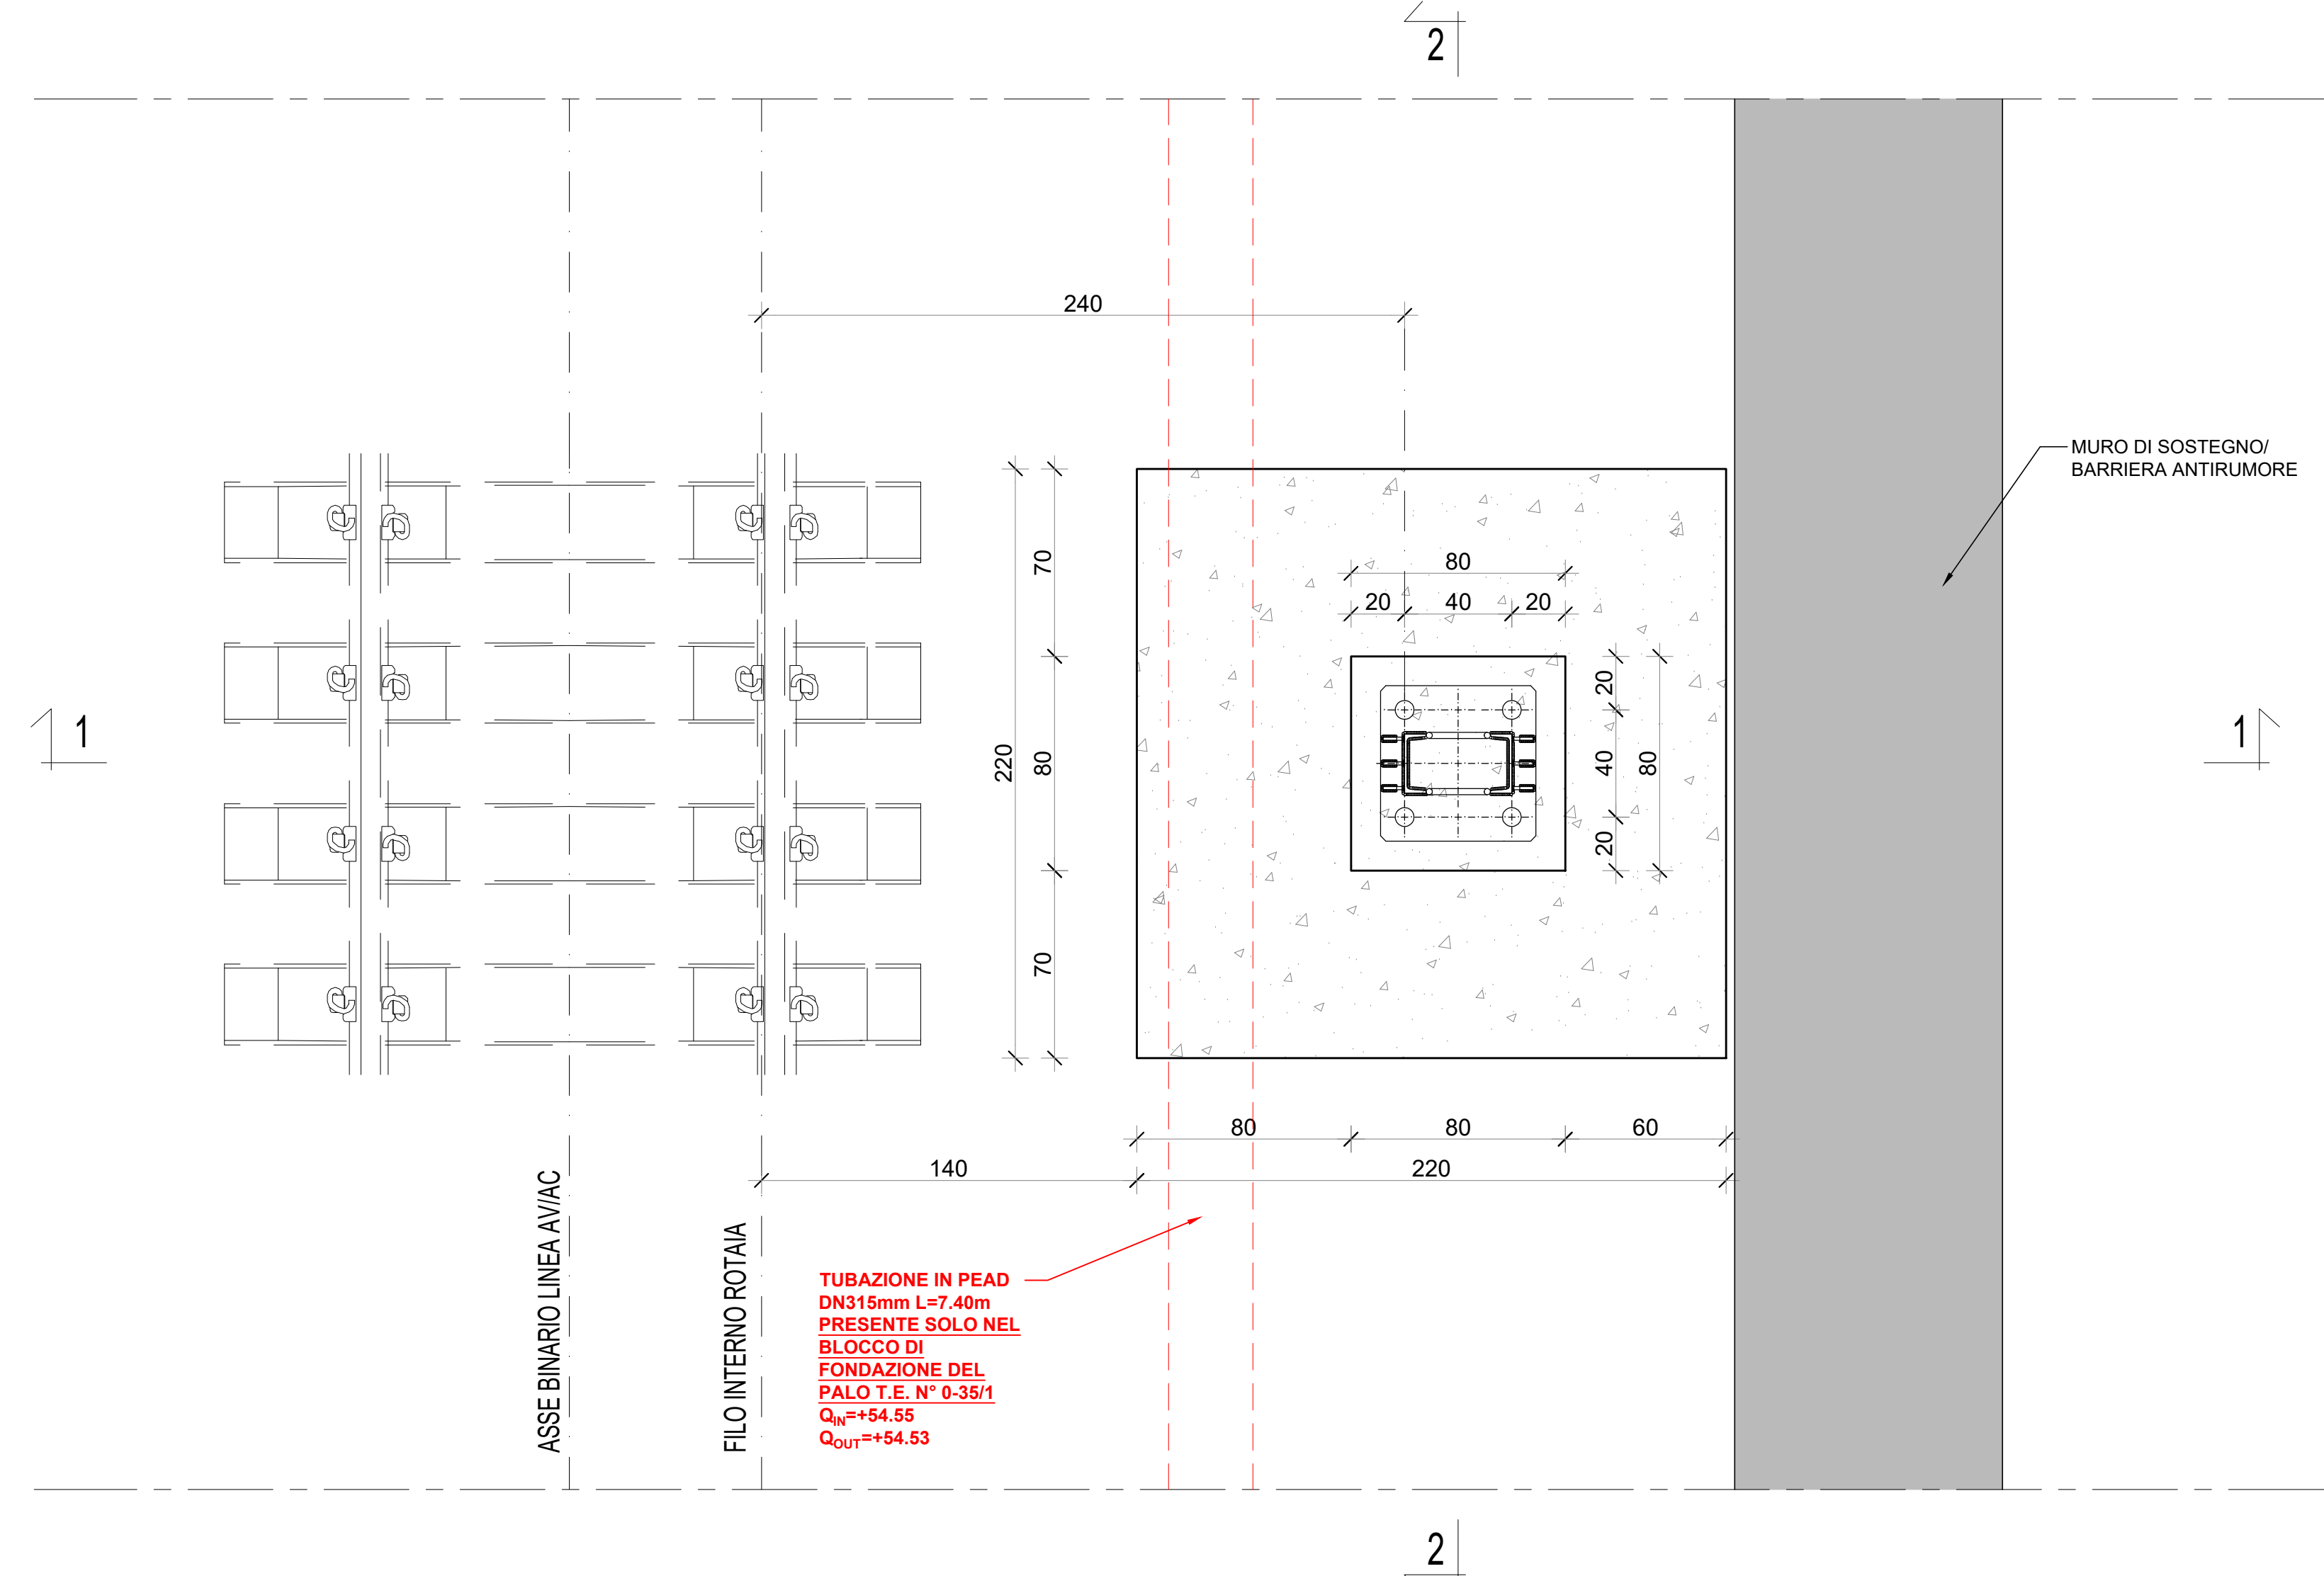 2
240
MURO DI SOSTEGNO/
BARRIERA ANTIRUMORE
70
80
20 40 20
20
1
1
220
80
40
80
20
70
80 80 60
140 220
ASSE BINARIO LINEA AV/AC
FILO INTERNO ROTAIA
TUBAZIONE IN PEAD
DN315mm L=7.40m
PRESENTE SOLO NEL
BLOCCO DI
FONDAZIONE DEL
PALO T.E. N° 0-35/1
QIN=+54.55
QOUT=+54.53
2